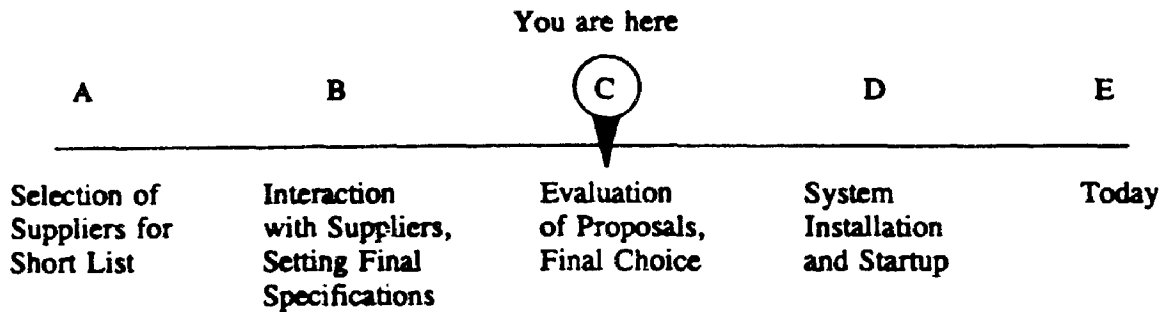 You are here
A B C D E
Selection of Suppliers for Short List
Interaction with Suppliers, Setting Final Specifications
Evaluation of Proposals, Final Choice
System Installation and Startup
Today